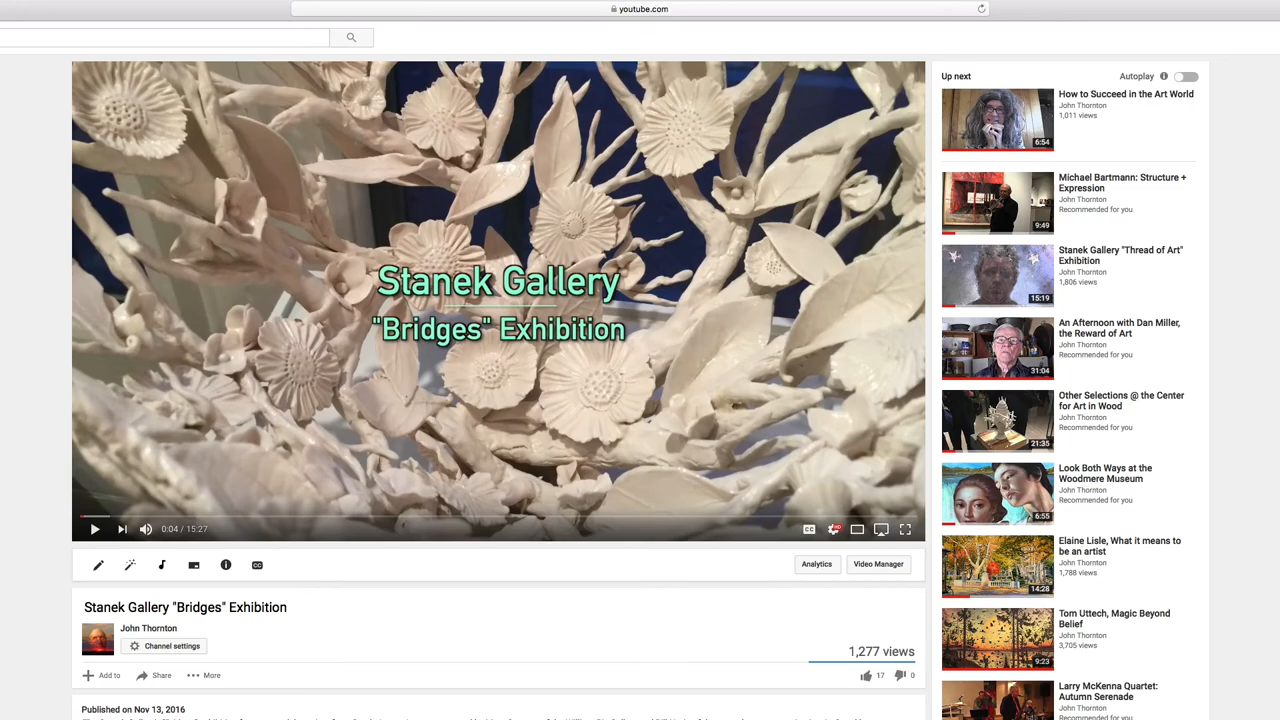 youtube.com
Stanek Gallery
"Bridges" Exhibition
0:04 / 15:27
CC
HD
CC
Analytics
Video Manager
Stanek Gallery "Bridges" Exhibition
John Thornton
Channel settings
1,277 views
Add to
Share
More
17
0
Published on Nov 13, 2016
Up next
Autoplay
How to Succeed in the Art World
John Thornton
1,011 views
6:54
Michael Bartmann: Structure +
Expression
John Thornton
Recommended for you
9:49
Stanek Gallery "Thread of Art"
Exhibition
John Thornton
1,806 views
15:19
An Afternoon with Dan Miller,
the Reward of Art
John Thornton
Recommended for you
31:04
Other Selections @ the Center
for Art in Wood
John Thornton
Recommended for you
21:35
Look Both Ways at the
Woodmere Museum
John Thornton
Recommended for you
6:55
Elaine Lisle, What it means to
be an artist
John Thornton
1,788 views
14:28
Tom Uttech, Magic Beyond
Belief
John Thornton
3,705 views
9:23
Larry McKenna Quartet:
Autumn Serenade
John Thornton
Recommended for you